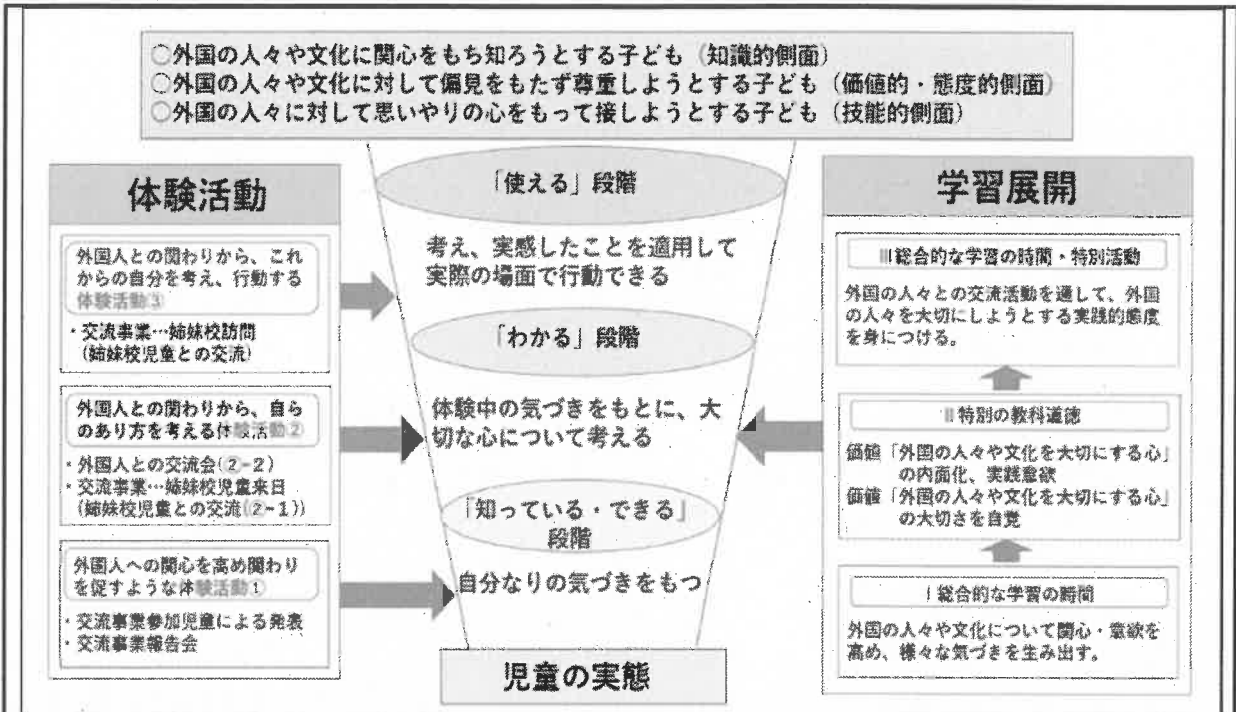 ○外国の人々や文化に関心をもち知ろうとする子ども（知識的側面）
○外国の人々や文化に対して偏見をもたず尊重しようとする子ども（価値的・態度的側面）
○外国の人々に対して思いやりの心をもって接しようとする子ども（技能的側面）
体験活動
外国人との関わりから、これ
からの自分を考え、行動する
体験活動③
・交流事業…姉妹校訪問
(姉妹校児童との交流)
外国人との関わりから、自ら
のあり方を考える体験活動②
・外国人との交流会(②-2)
・交流事業…姉妹校児童来日
(姉妹校児童との交流(②-1))
外国人への関心を高め関わり
を促すような体験活動①
・交流事業参加児童による発表
・交流事業報告会
「使える」段階
考え、実感したことを適用して
実際の場面で行動できる
「わかる」段階
体験中の気づきをもとに、大
切な心について考える
「知っている・できる」
段階
自分なりの気づきをもつ
児童の実態
学習展開
Ⅲ総合的な学習の時間・特別活動
外国の人々との交流活動を通して、外国
の人々を大切にしようとする実践的態度
を身につける。
Ⅱ特別の教科道徳
価値「外国の人々や文化を大切にする心」
の内面化、実践意欲
価値「外国の人々や文化を大切にする心」
の大切さを自覚
Ⅰ総合的な学習の時間
外国の人々や文化について関心・意欲を
高め、様々な気づきを生み出す。